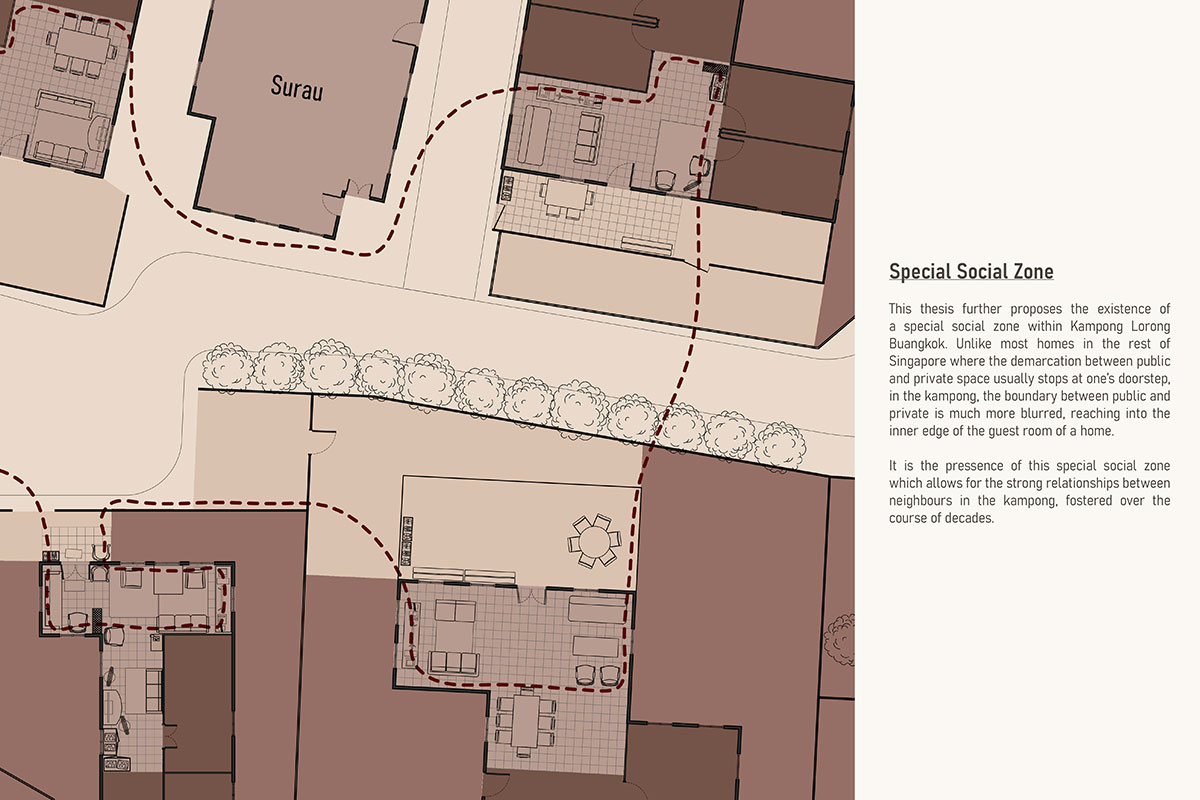 Surau
Special Social Zone
This thesis further proposes the existence of
a special social zone within Kampong Lorong
Buangkok. Unlike most homes in the rest of
Singapore where the demarcation between public
and private space usually stops at one's doorstep,
in the kampong, the boundary between public and
private is much more blurred, reaching into the
inner edge of the guest room of a home.
It is the pressence of this special social zone
which allows for the strong relationships between
neighbours in the kampong, fostered over the
course of decades.